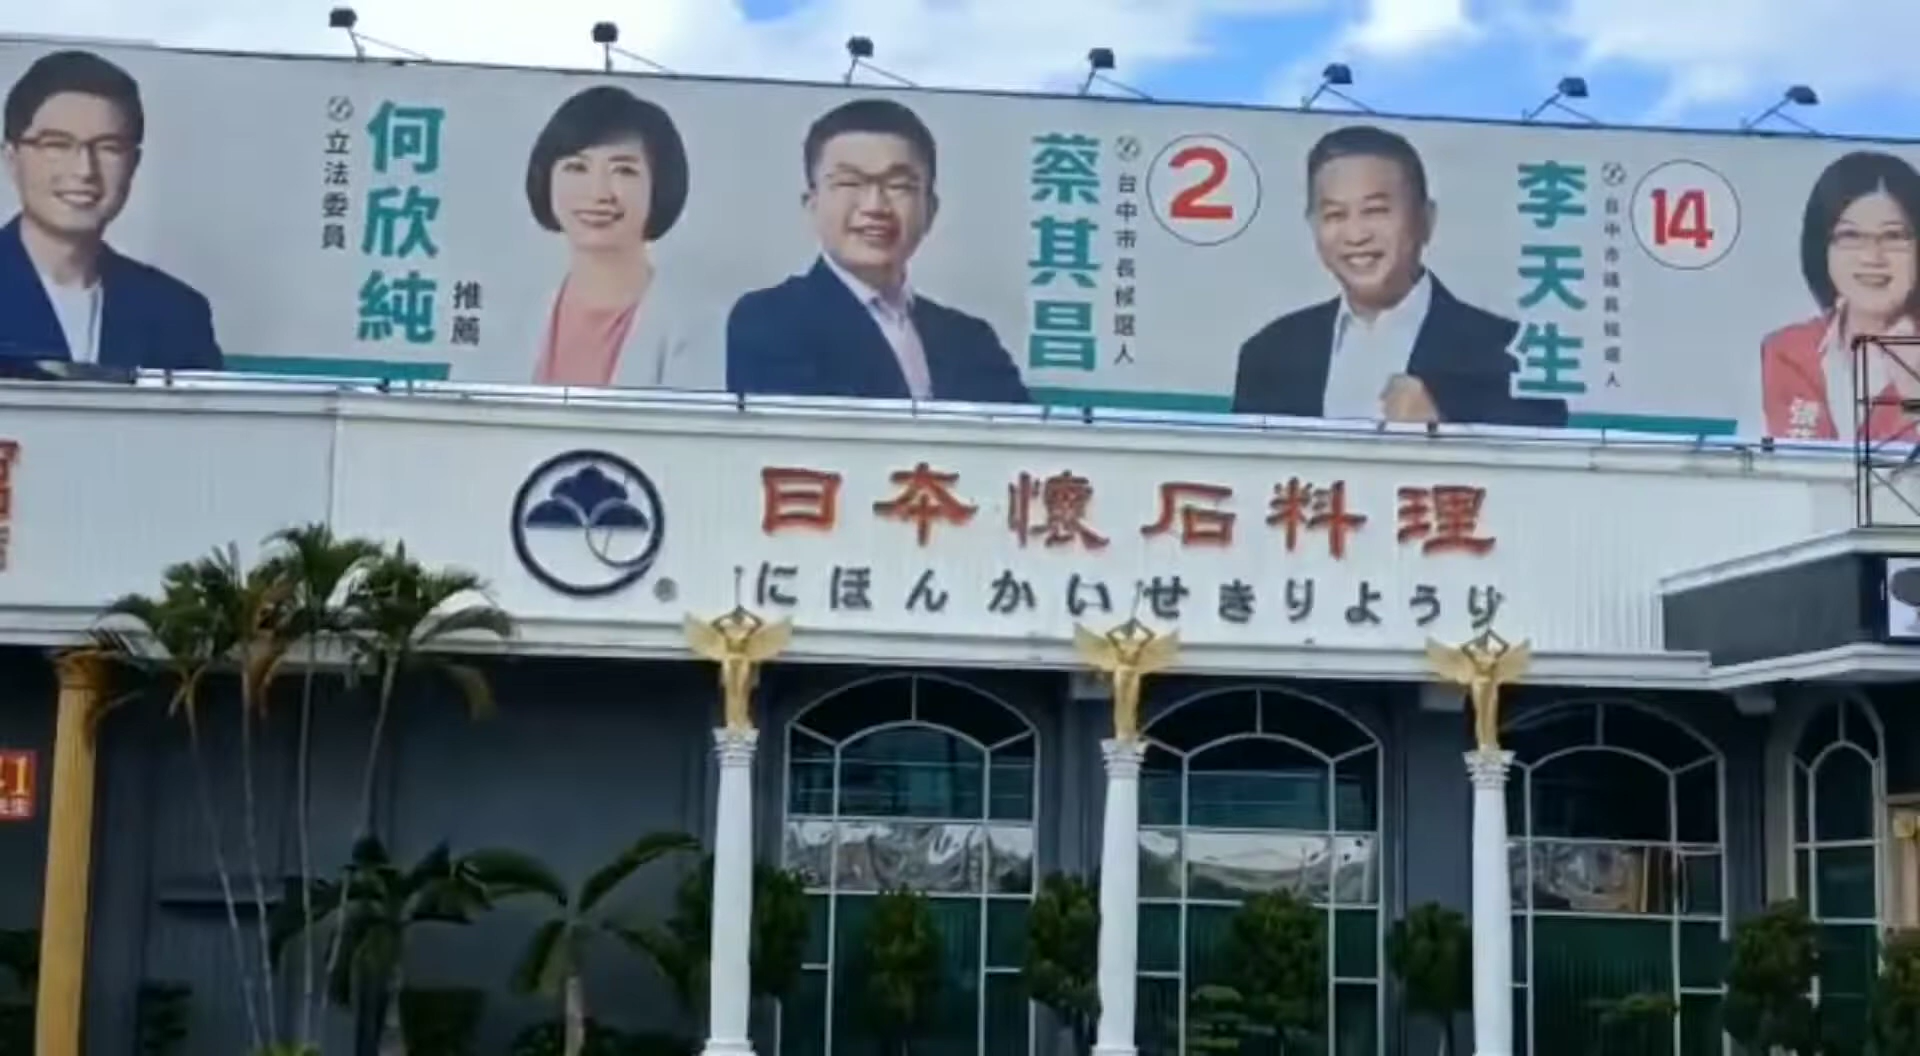 立法委員
何欣純
推薦
蔡其昌
台中市長候選人
2
李天生
台中市議員候選人
14
日本懷石料理
®
にほんかいせきりようり